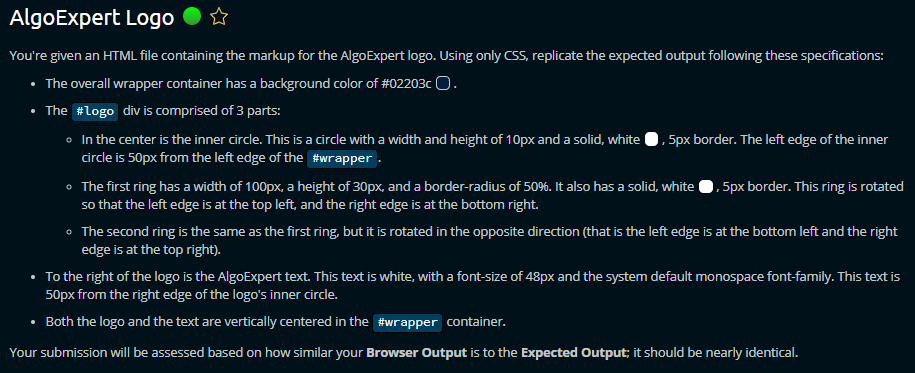 AlgoExpert Logo
You're given an HTML file containing the markup for the AlgoExpert logo. Using only CSS, replicate the expected output following these specifications:
• The overall wrapper container has a background color of #02203c .
• The #logo div is comprised of 3 parts:
In the center is the inner circle. This is a circle with a width and height of 10px and a solid, white , 5px border. The left edge of the inner
circle is 50px from the left edge of the #wrapper .
The first ring has a width of 100px, a height of 30px, and a border-radius of 50%. It also has a solid, white , 5px border. This ring is rotated
so that the left edge is at the top left, and the right edge is at the bottom right.
The second ring is the same as the first ring, but it is rotated in the opposite direction (that is the left edge is at the bottom left and the right
edge is at the top right).
• To the right of the logo is the AlgoExpert text. This text is white, with a font-size of 48px and the system default monospace font-family. This text is
50px from the right edge of the logo's inner circle.
• Both the logo and the text are vertically centered in the #wrapper container.
Your submission will be assessed based on how similar your Browser Output is to the Expected Output; it should be nearly identical.